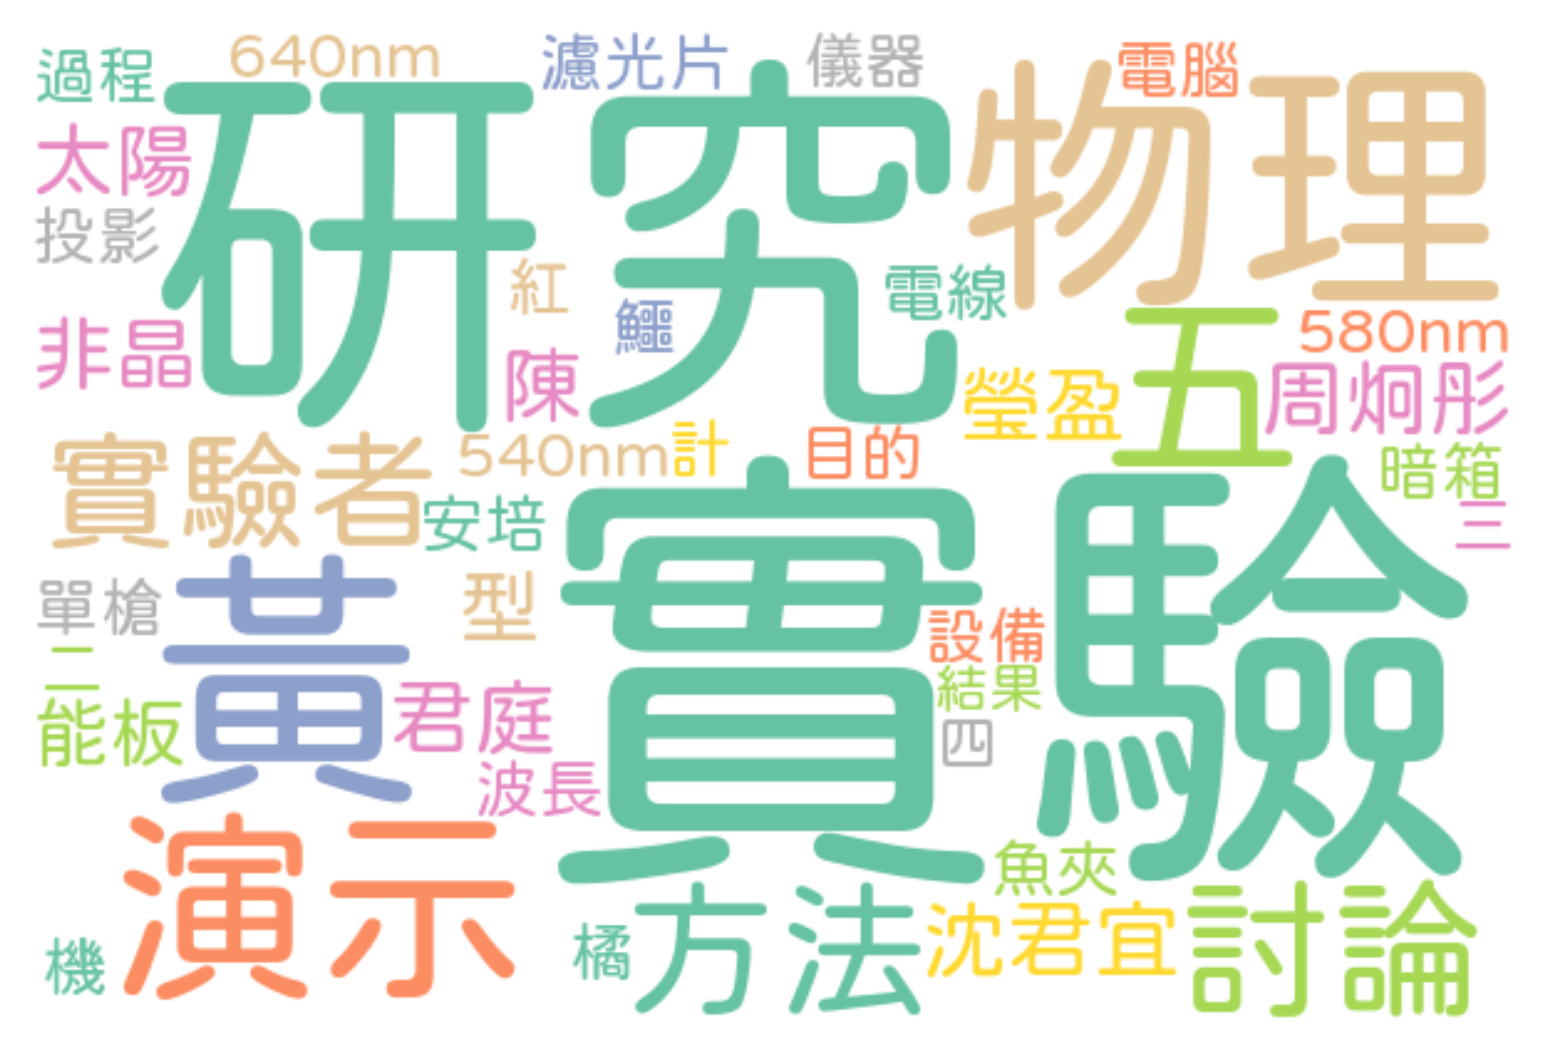 過程
640nm
濾光片
儀器
電腦
太陽
研究
物理
投影
紅
鱷
電線
580nm
非晶
陳
瑩盈
五
周炯彤
實驗者
540nm
計
目的
暗箱
安培
三
單槍
黃
型
實驗
設備
二
結果
能板
君庭
四
波長
演示
魚夾
機
橘
方法
沈君宜
討論